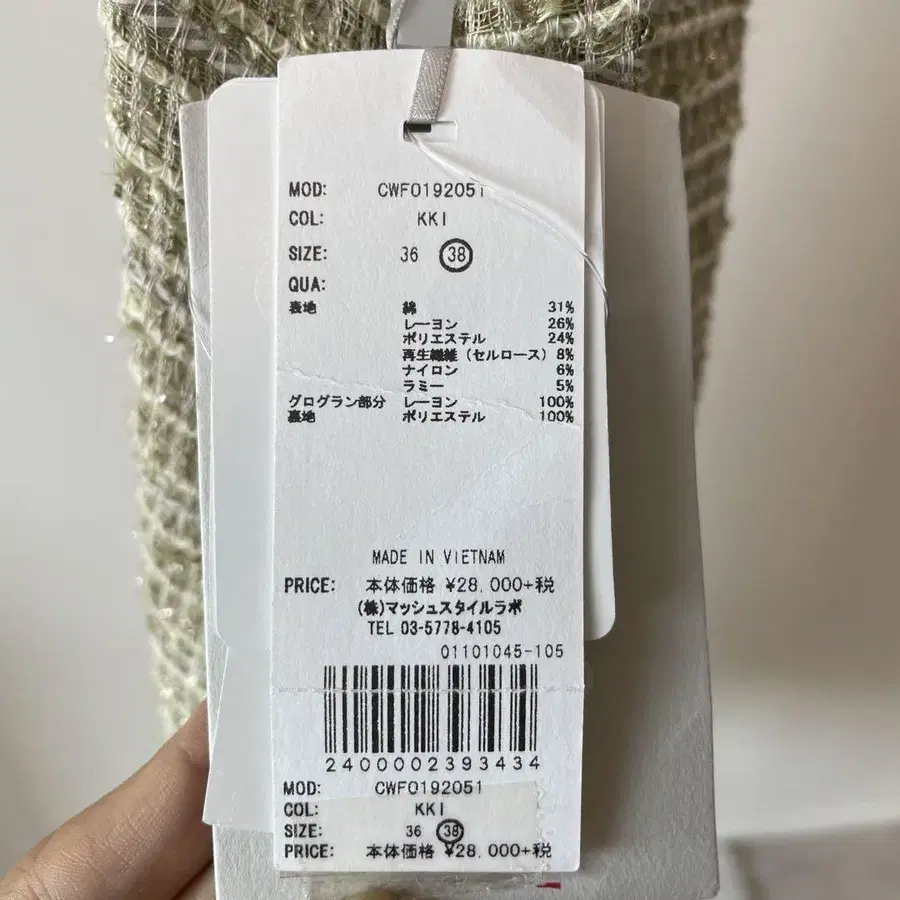 MOD: CWF0192051
COL: KKI
SIZE: 36 38
QUA:
表地 綿 31%
レーヨン 26%
ポリエステル 24%
再生繊維（セルロース）8%
ナイロン 6%
ラミー 5%
グログラン部分 レーヨン 100%
裏地 ポリエステル 100%
MADE IN VIETNAM
PRICE: 本体価格 ¥28,000+税
(株)マッシュスタイルラボ
TEL 03-5778-4105
01101045-105
2400002393434
MOD: CWF0192051
COL: KKI
SIZE: 36 38
PRICE: 本体価格 ¥28,000+税